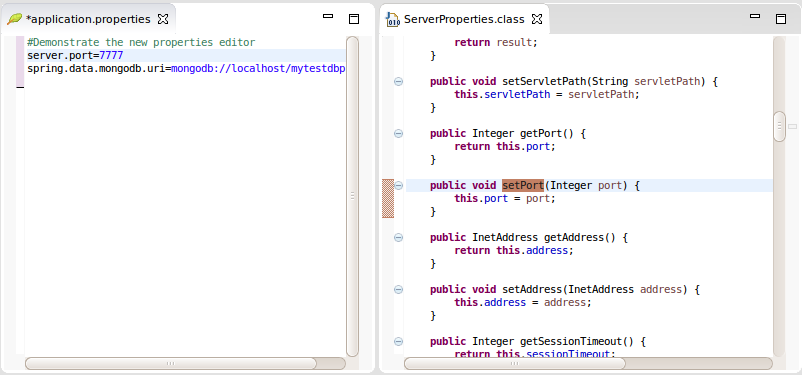 *application.properties
#Demonstrate the new properties editor
server.port=7777
spring.data.mongodb.uri=mongodb://localhost/mytestdbp
ServerProperties.class
return result;
}
public void setServletPath(String servletPath) {
this.servletPath = servletPath;
}
public Integer getPort() {
return this.port;
}
public void setPort(Integer port) {
this.port = port;
}
public InetAddress getAddress() {
return this.address;
}
public void setAddress(InetAddress address) {
this.address = address;
}
public Integer getSessionTimeout() {
return this.sessionTimeout;